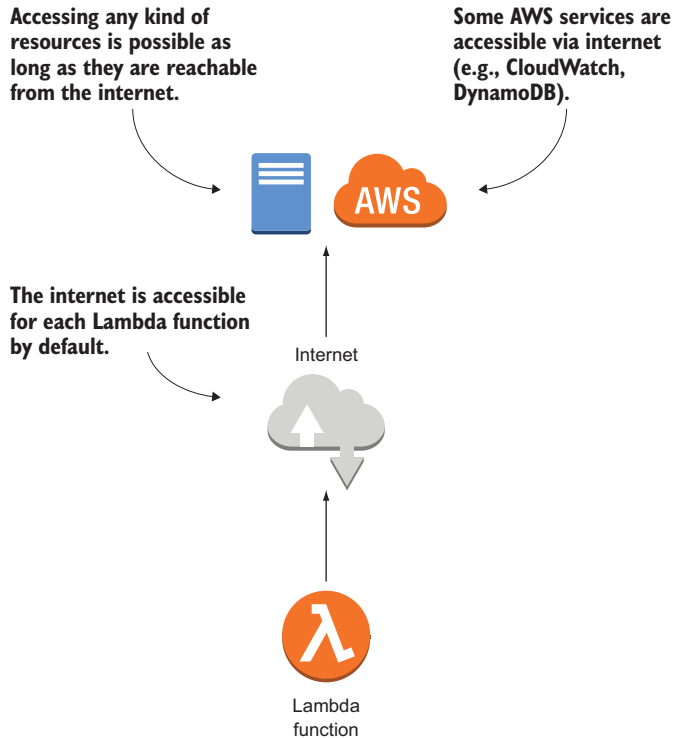 Accessing any kind of
resources is possible as
long as they are reachable
from the internet.
Some AWS services are
accessible via internet
(e.g., CloudWatch,
DynamoDB).
AWS
The internet is accessible
for each Lambda function
by default.
Internet
λ
Lambda
function